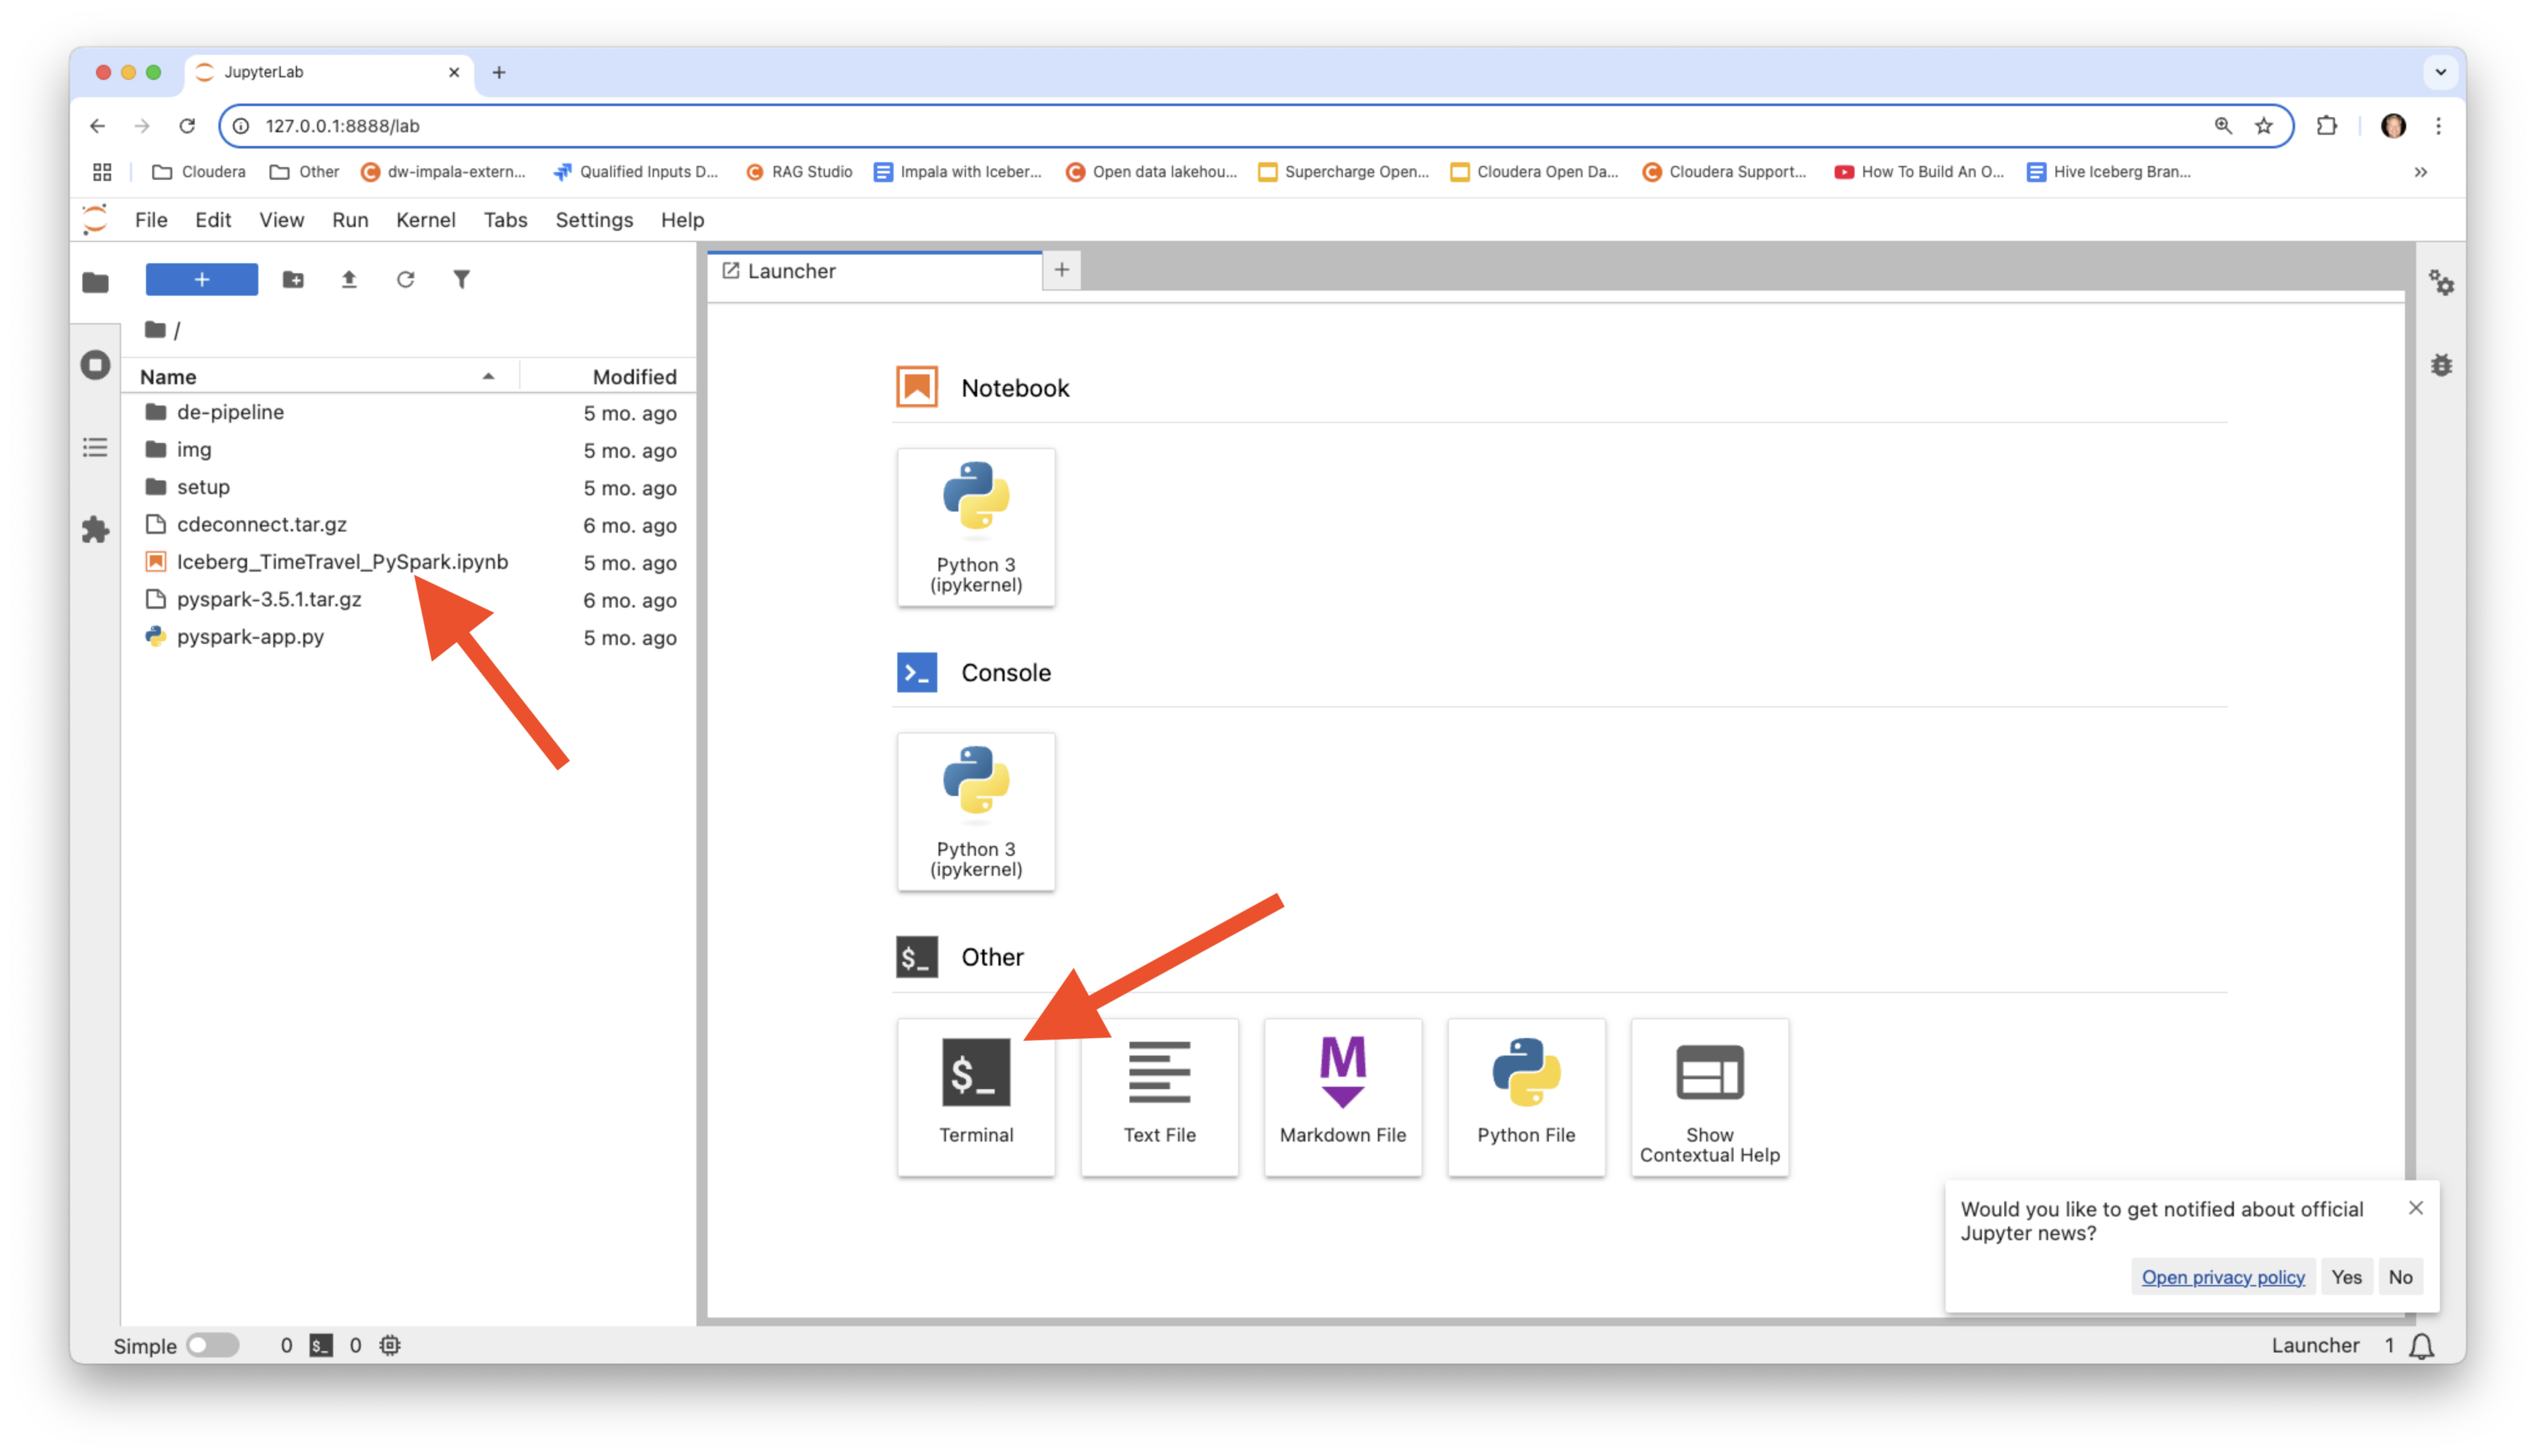 JupyterLab
127.0.0.1:8888/lab
Cloudera Other dw-impala-extern... Qualified Inputs D... RAG Studio Impala with Iceber... Open data lakehou... Supercharge Open... Cloudera Open Da... Cloudera Support... How To Build An O... Hive Iceberg Bran...
File Edit View Run Kernel Tabs Settings Help
+
/
Name Modified
de-pipeline 5 mo. ago
img 5 mo. ago
setup 5 mo. ago
cdeconnect.tar.gz 6 mo. ago
Iceberg_TimeTravel_PySpark.ipynb 5 mo. ago
pyspark-3.5.1.tar.gz 6 mo. ago
pyspark-app.py 5 mo. ago
Launcher
Notebook
Python 3
(ipykernel)
Console
Python 3
(ipykernel)
$_ Other
$_
Terminal
Text File
M
Markdown File
Python File
Show
Contextual Help
Would you like to get notified about official
Jupyter news?
Open privacy policy Yes No
Simple 0 $_ 0
Launcher 1